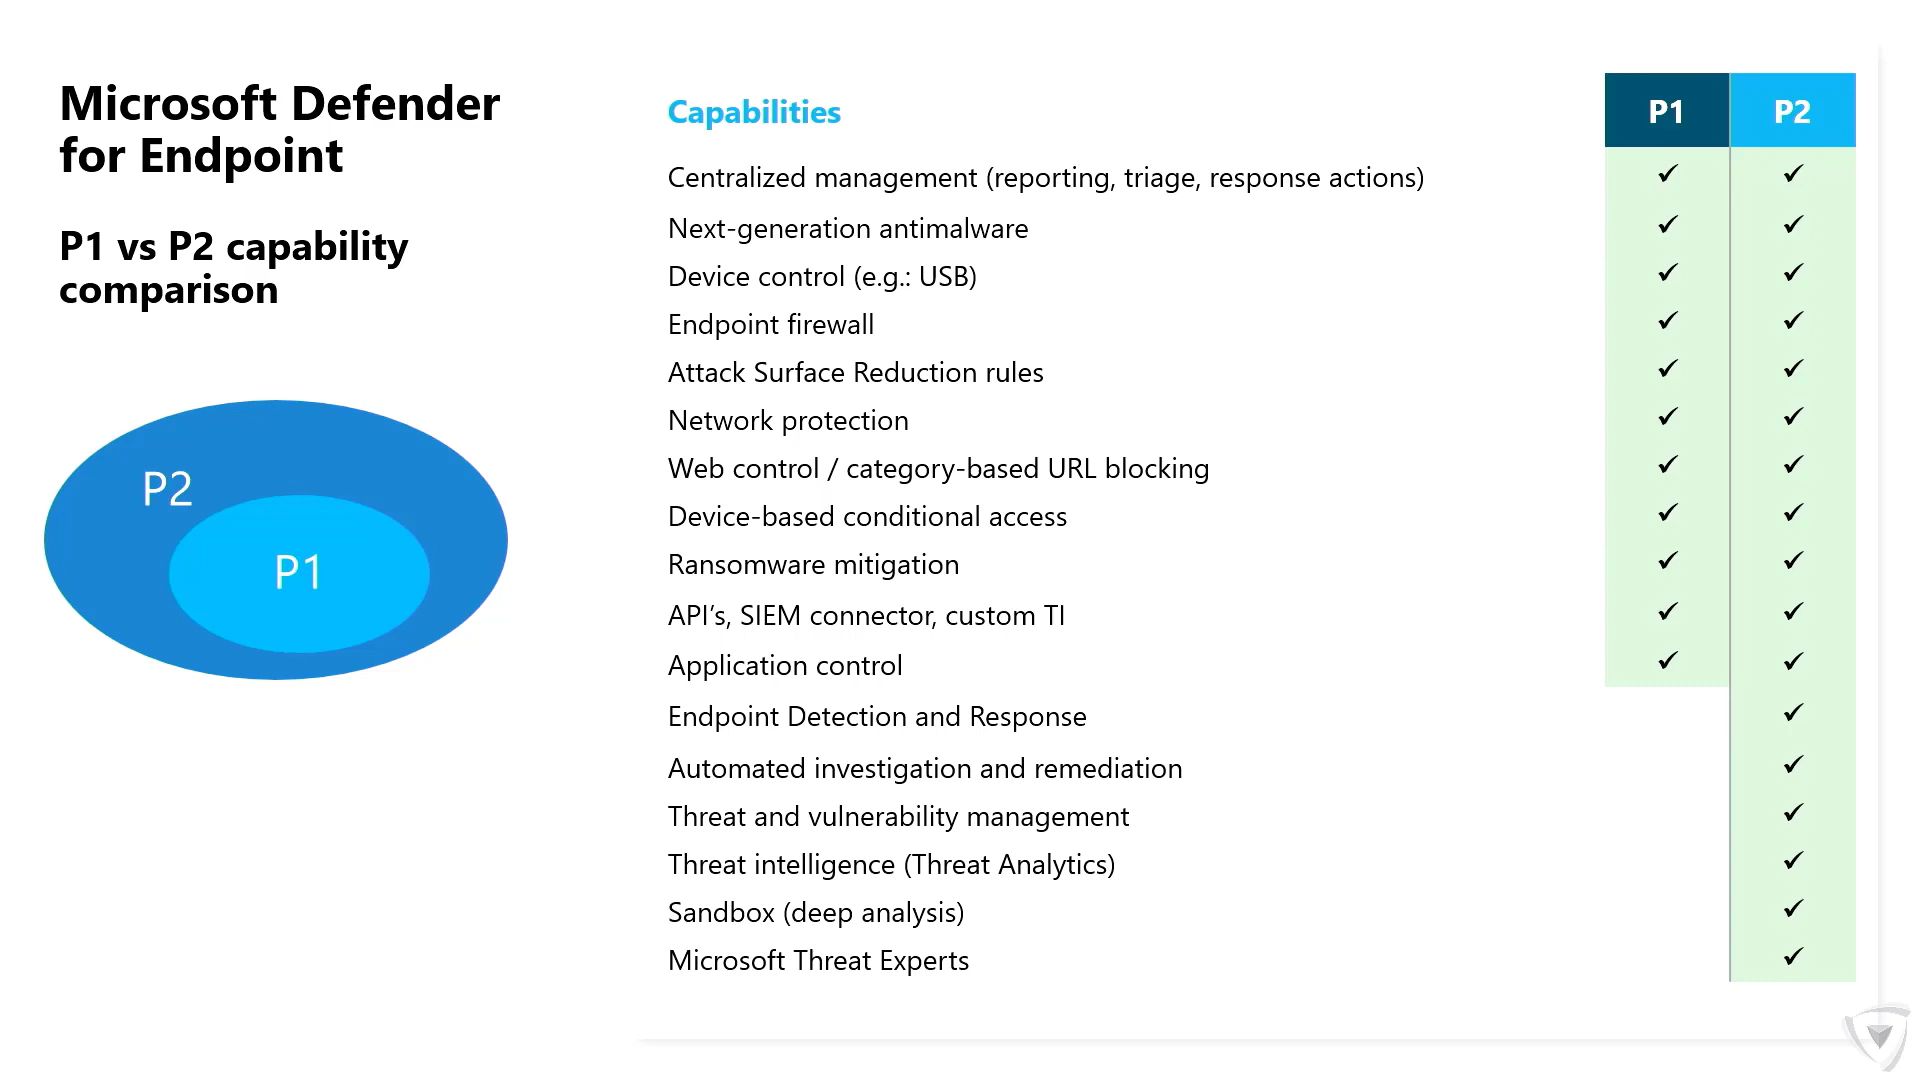 Microsoft Defender
for Endpoint
P1 vs P2 capability
comparison
P2
P1
Capabilities P1 P2
Centralized management (reporting, triage, response actions) ✓ ✓
Next-generation antimalware ✓ ✓
Device control (e.g.: USB) ✓ ✓
Endpoint firewall ✓ ✓
Attack Surface Reduction rules ✓ ✓
Network protection ✓ ✓
Web control / category-based URL blocking ✓ ✓
Device-based conditional access ✓ ✓
Ransomware mitigation ✓ ✓
API’s, SIEM connector, custom TI ✓ ✓
Application control ✓ ✓
Endpoint Detection and Response ✓
Automated investigation and remediation ✓
Threat and vulnerability management ✓
Threat intelligence (Threat Analytics) ✓
Sandbox (deep analysis) ✓
Microsoft Threat Experts ✓